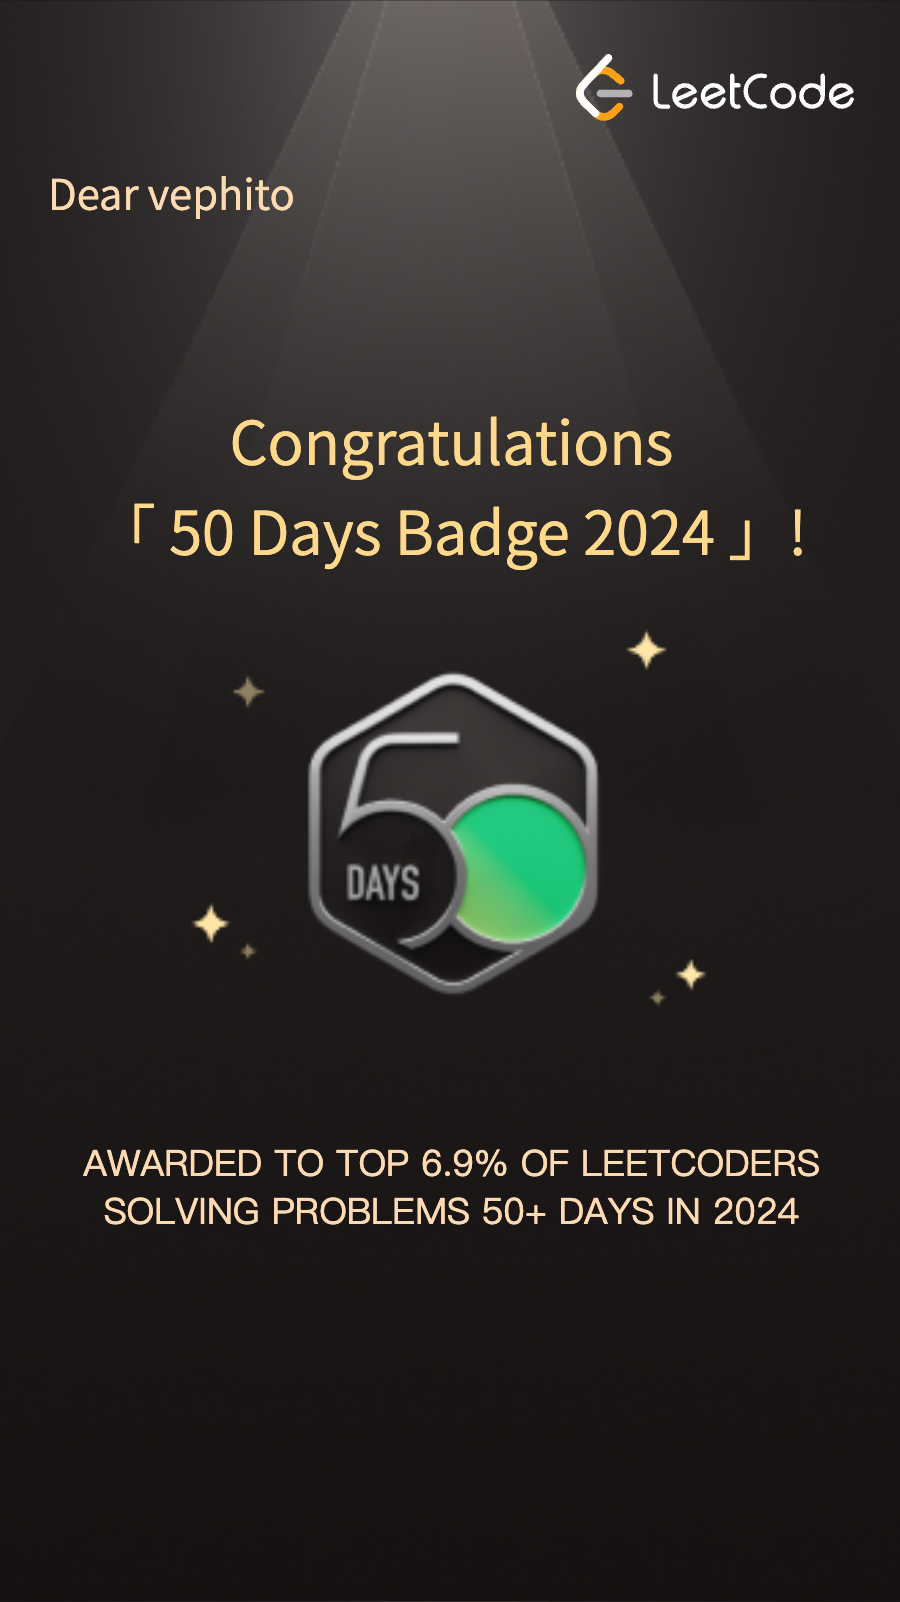 LeetCode
Dear vephito
Congratulations
「 50 Days Badge 2024 」 !
50
DAYS
AWARDED TO TOP 6.9% OF LEETCODERS
SOLVING PROBLEMS 50+ DAYS IN 2024